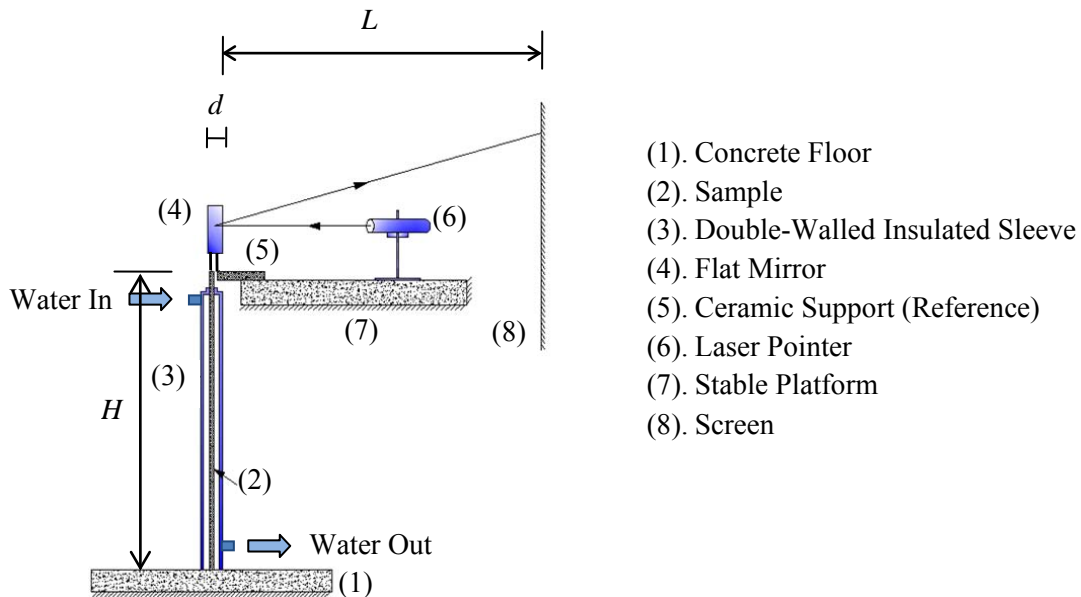 L
d
(4)
(6)
(5)
Water In
(7)
(8)
(3)
H
(2)
Water Out
(1)
(1). Concrete Floor
(2). Sample
(3). Double-Walled Insulated Sleeve
(4). Flat Mirror
(5). Ceramic Support (Reference)
(6). Laser Pointer
(7). Stable Platform
(8). Screen